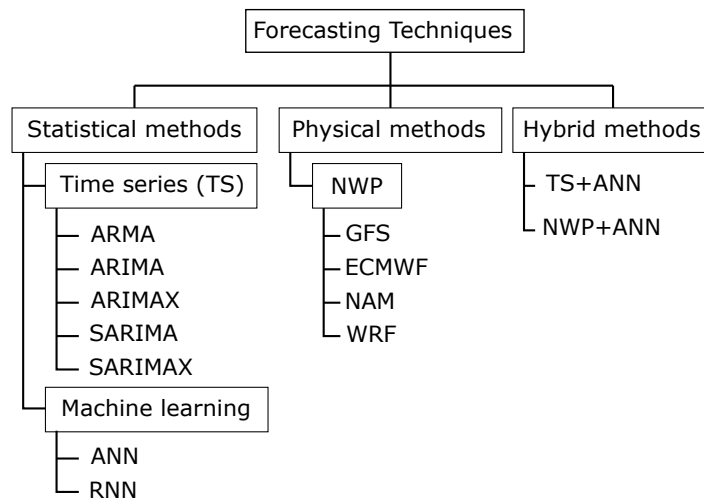 Forecasting Techniques
Statistical methods
Time series (TS)
ARMA
ARIMA
ARIMAX
SARIMA
SARIMAX
Machine learning
ANN
RNN
Physical methods
NWP
GFS
ECMWF
NAM
WRF
Hybrid methods
TS+ANN
NWP+ANN